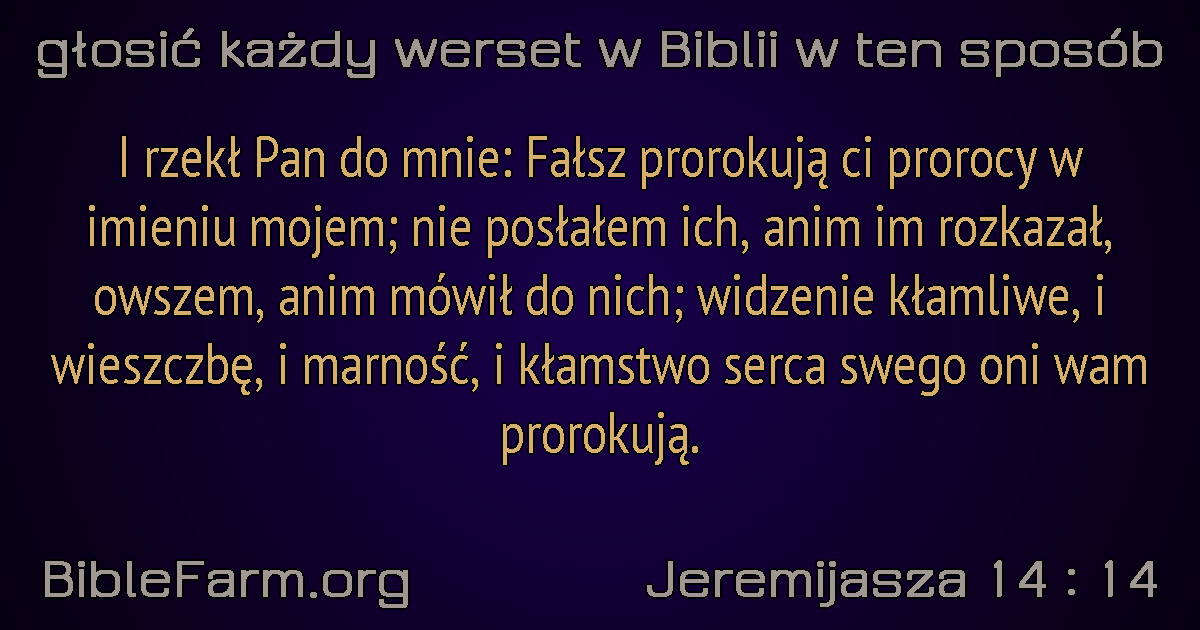 głosić każdy werset w Biblii w ten sposób
I rzekł Pan do mnie: Fałsz prorokują ci prorocy w
imieniu mojem; nie posłałem ich, anim im rozkazał,
owszem, anim mówił do nich; widzenie kłamliwe, i
wieszczbę, i marność, i kłamstwo serca swego oni wam
prorokują.
BibleFarm.org
Jeremijasza 14 : 14